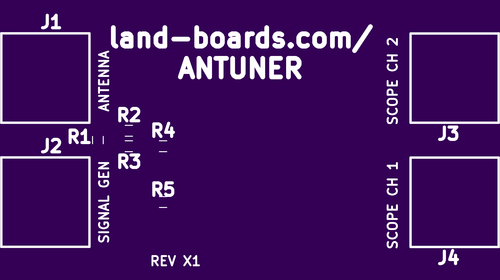 J1
land-boards.com/
ANTUNER
ANTENNA
SCOPE CH 2
R2
R1
R4
J3
J2
R3
SIGNAL GEN
R5
SCOPE CH 1
J4
REV X1